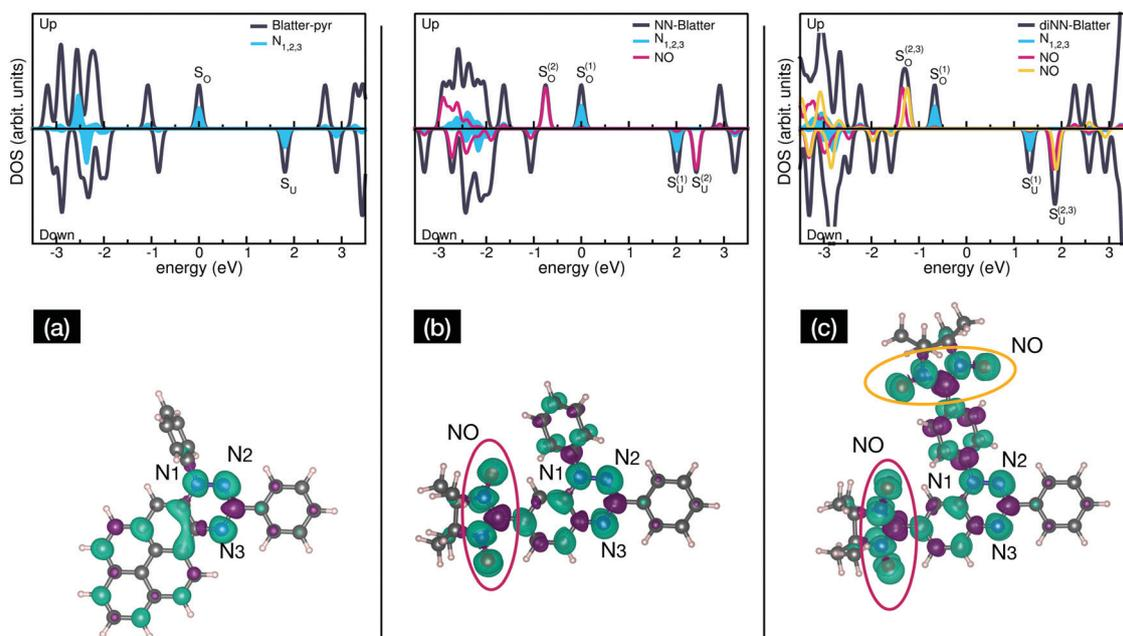 Up
Blatter-pyr
N1,2,3
SO
SU
DOS (arbit. units)
Down
-3 -2 -1 0 1 2 3
energy (eV)
Up
NN-Blatter
N1,2,3
NO
SO(2) SO(1)
SU(1) SU(2)
Down
-3 -2 -1 0 1 2 3
energy (eV)
Up
diNN-Blatter
N1,2,3
NO
NO
SO(2,3) SO(1)
SU(1)
SU(2,3)
DOS (arbit. units)
Down
-3 -2 -1 0 1 2 3
energy (eV)
(a)
N1
N2
N3
(b)
NO
N1
N2
N3
(c)
NO
NO
N1
N2
N3